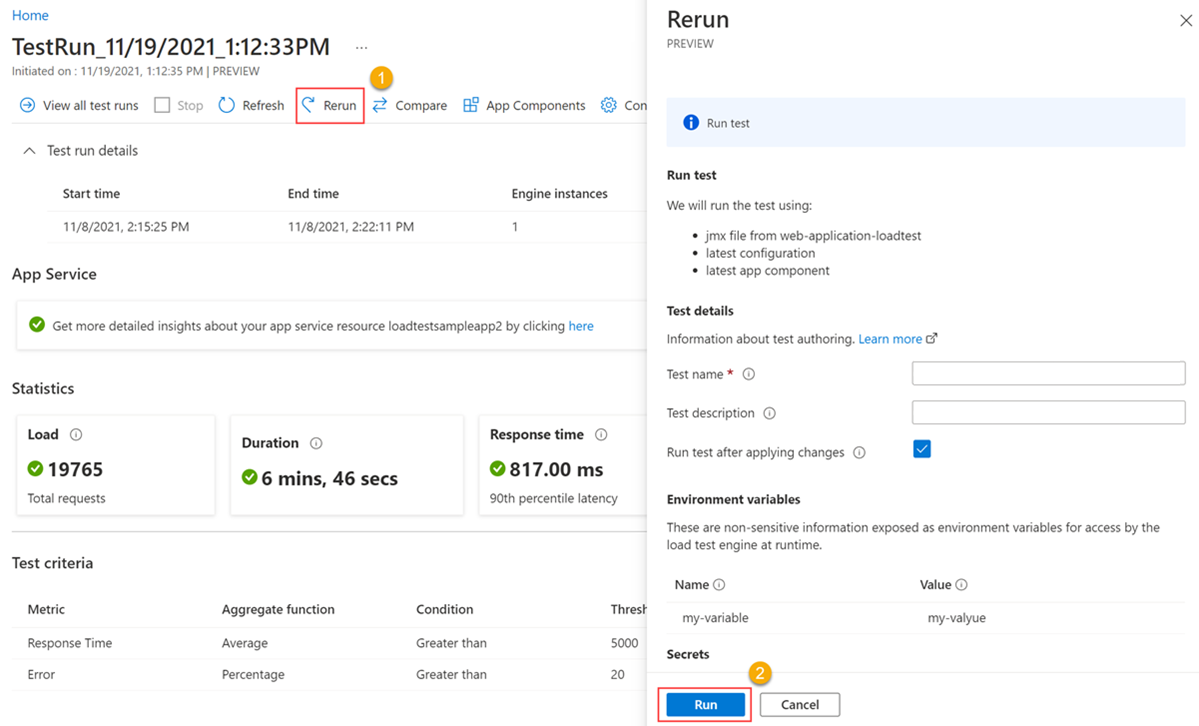 Home
TestRun_11/19/2021_1:12:33PM ...
Initiated on : 11/19/2021, 1:12:35 PM | PREVIEW
1
View all test runs Stop Refresh Rerun Compare App Components Con
Test run details
Start time End time Engine instances
11/8/2021, 2:15:25 PM 11/8/2021, 2:22:11 PM 1
App Service
Get more detailed insights about your app service resource loadtestsampleapp2 by clicking here
Statistics
Load
19765
Total requests
Duration
6 mins, 46 secs
Response time
817.00 ms
90th percentile latency
Test criteria
Metric Aggregate function Condition Thresh
Response Time Average Greater than 5000
Error Percentage Greater than 20
Rerun
PREVIEW
Run test
Run test
We will run the test using:
• jmx file from web-application-loadtest
• latest configuration
• latest app component
Test details
Information about test authoring. Learn more
Test name *
Test description
Run test after applying changes
Environment variables
These are non-sensitive information exposed as environment variables for access by the
load test engine at runtime.
Name Value
my-variable my-valyue
Secrets
2
Run Cancel